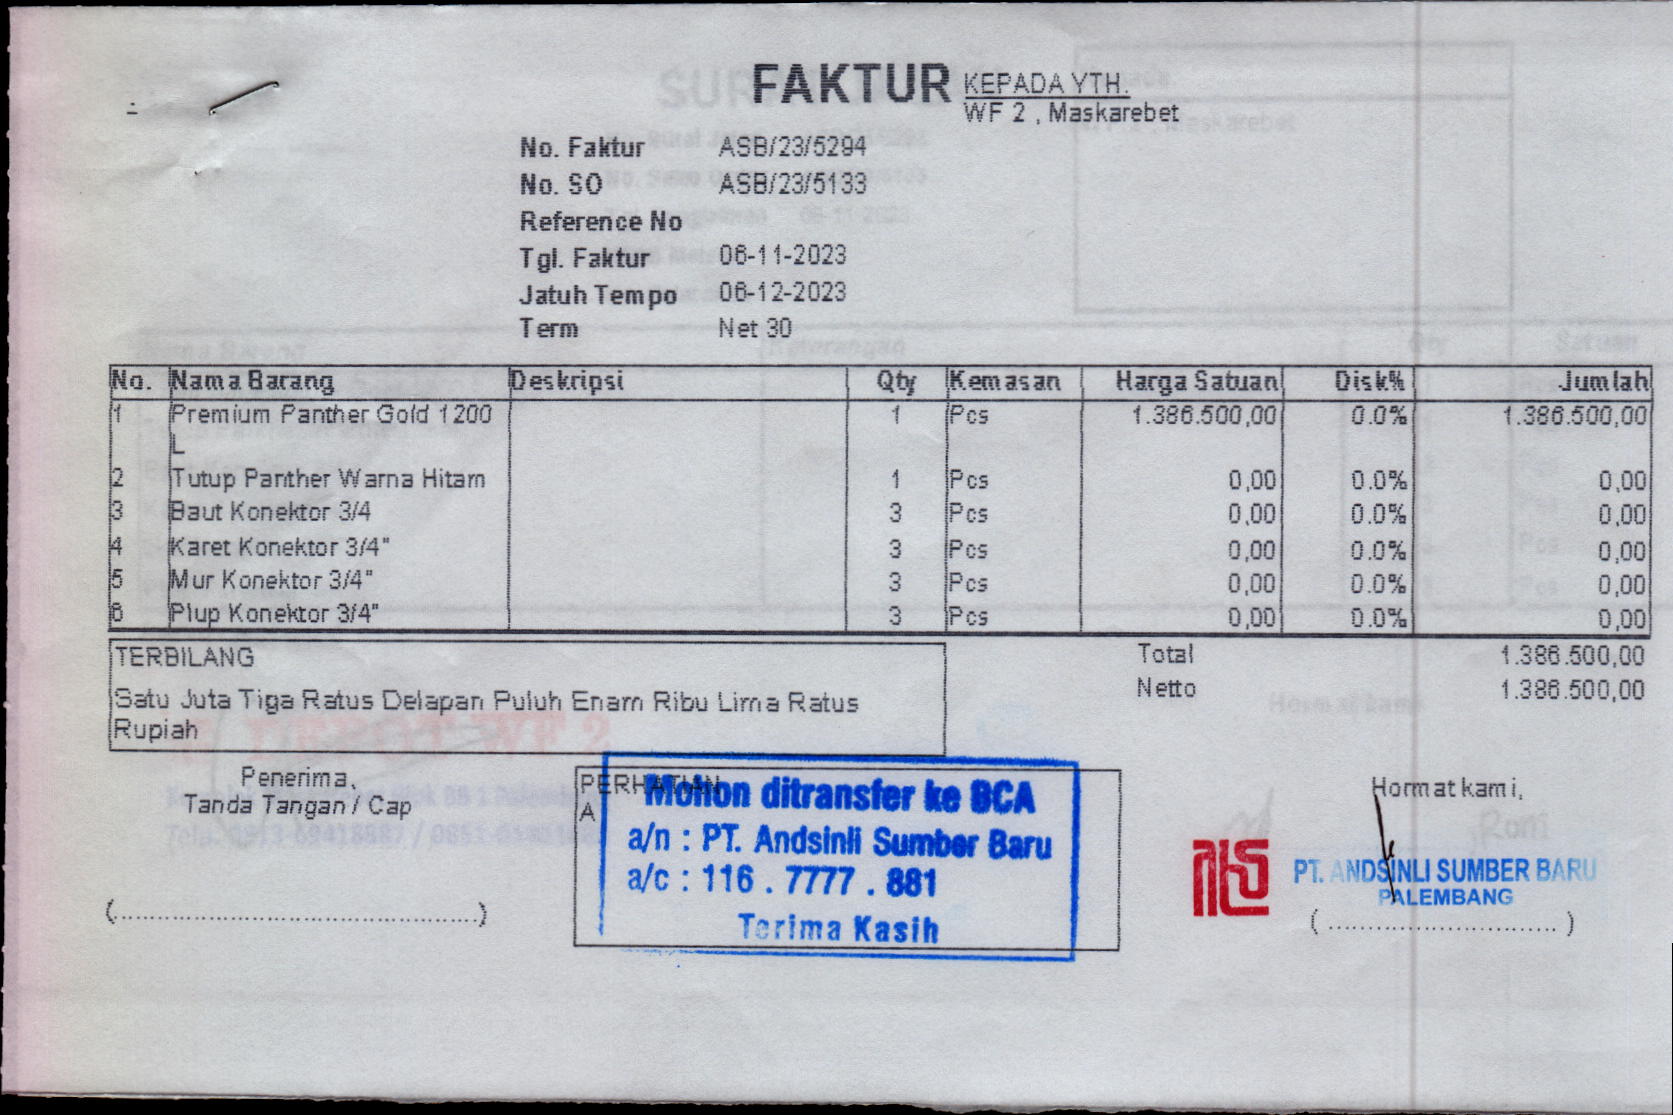 FAKTUR
KEPADA YTH.
WF 2 , Maskarebet
No. Faktur ASB/23/5294
No. SO ASB/23/5133
Reference No
Tgl. Faktur 06-11-2023
Jatuh Tempo 06-12-2023
Term Net 30
No. Nama Barang Deskripsi Qty Kemasan Harga Satuan Disk% Jumlah
1 Premium Panther Gold 1200 1 Pcs 1.386.500,00 0.0% 1.386.500,00
L
2 Tutup Panther Warna Hitam 1 Pcs 0,00 0.0% 0,00
3 Baut Konektor 3/4 3 Pcs 0,00 0.0% 0,00
4 Karet Konektor 3/4" 3 Pcs 0,00 0.0% 0,00
5 Mur Konektor 3/4" 3 Pcs 0,00 0.0% 0,00
6 Plup Konektor 3/4" 3 Pcs 0,00 0.0% 0,00
TERBILANG
Satu Juta Tiga Ratus Delapan Puluh Enam Ribu Lima Ratus
Rupiah
Total 1.386.500,00
Netto 1.386.500,00
Penerima,
Tanda Tangan / Cap
(........................................)
PERHATIAN
A
Mohon ditransfer ke BCA
a/n : PT. Andsinli Sumber Baru
a/c : 116 . 7777 . 881
Terima Kasih
Hormat kami,
PT. ANDSINLI SUMBER BARU
PALEMBANG
(..............................)